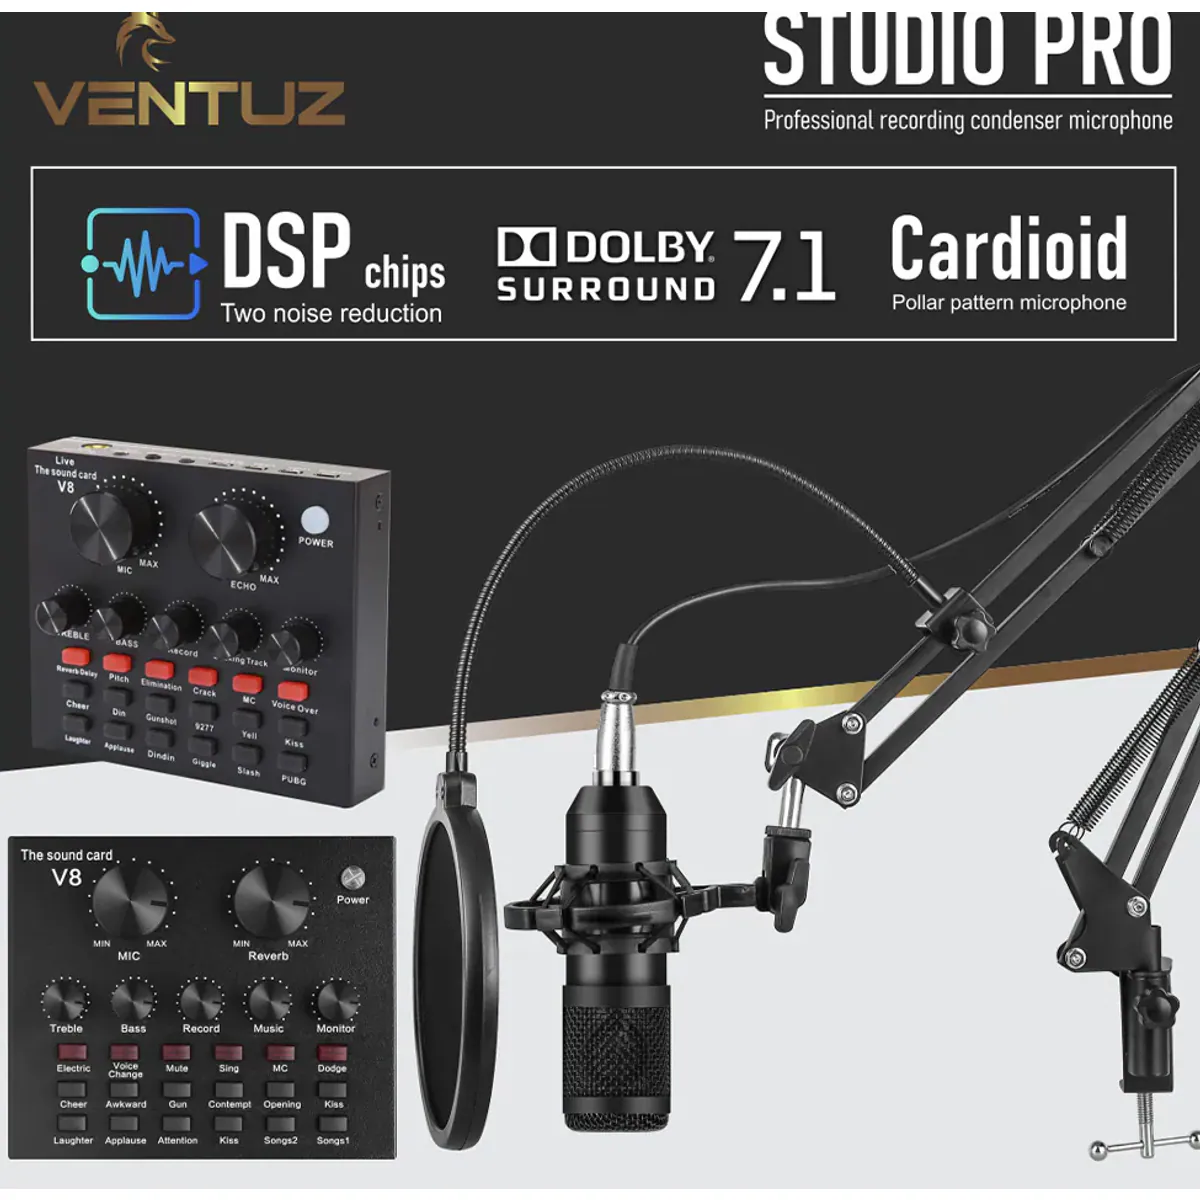 VENTUZ
STUDIO PRO
Professional recording condenser microphone
DSP chips
Two noise reduction
DOLBY®
SURROUND 7.1
Cardioid
Pollar pattern microphone
Live
The sound card
V8
POWER
MIC
MAX
ECHO
MAX
BASS
Record
Monitor
Reverb Delay Pitch Elimination Crack MC Voice Over
Cheer Din Gunshot 9277 Yell Kiss
Laughter Applause Dindin Giggle Slash PUBG
The sound card
V8
Power
MIN MAX MIN MAX
MIC Reverb
Treble Bass Record Music Monitor
Electric Voice Change Mute Sing MC Dodge
Cheer Awkward Gun Contempt Opening Kiss
Laughter Applause Attention Kiss Songs2 Songs1